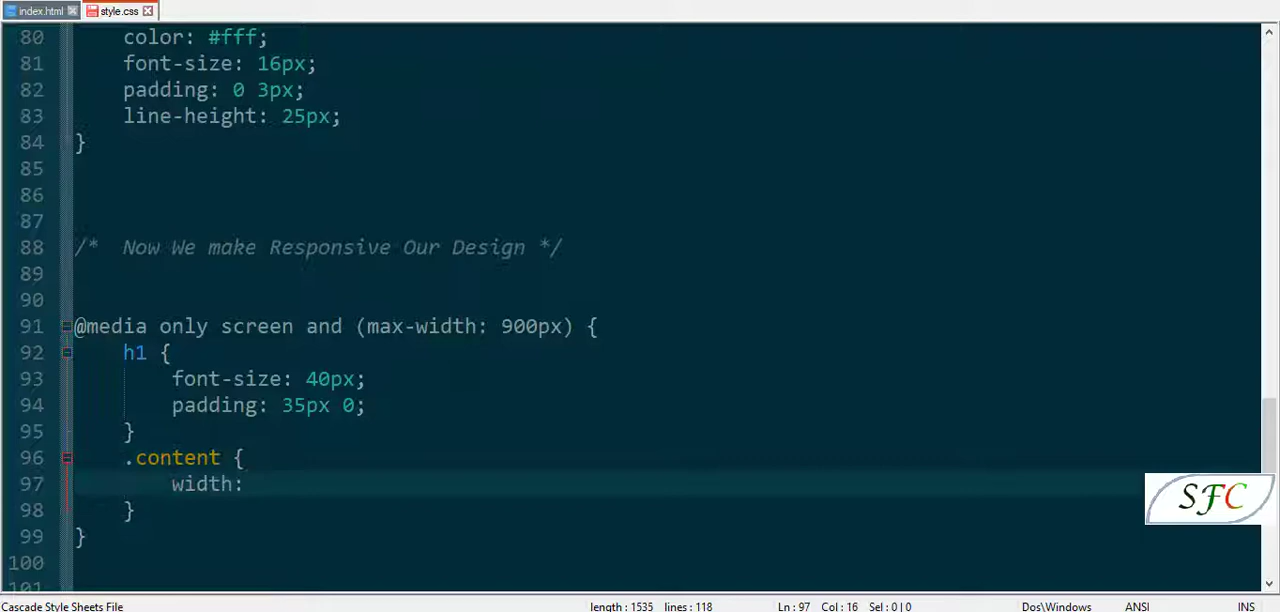 index.html style.css
80 color: #fff;
81 font-size: 16px;
82 padding: 0 3px;
83 line-height: 25px;
84 }
85
86
87
88 /* Now We make Responsive Our Design */
89
90
91 @media only screen and (max-width: 900px) {
92 h1 {
93 font-size: 40px;
94 padding: 35px 0;
95 }
96 .content {
97 width:
98 }
99 }
100
101
SFC
Cascade Style Sheets File length : 1535 lines : 118 Ln : 97 Col : 16 Sel : 0 | 0 Dos\Windows ANSI INS